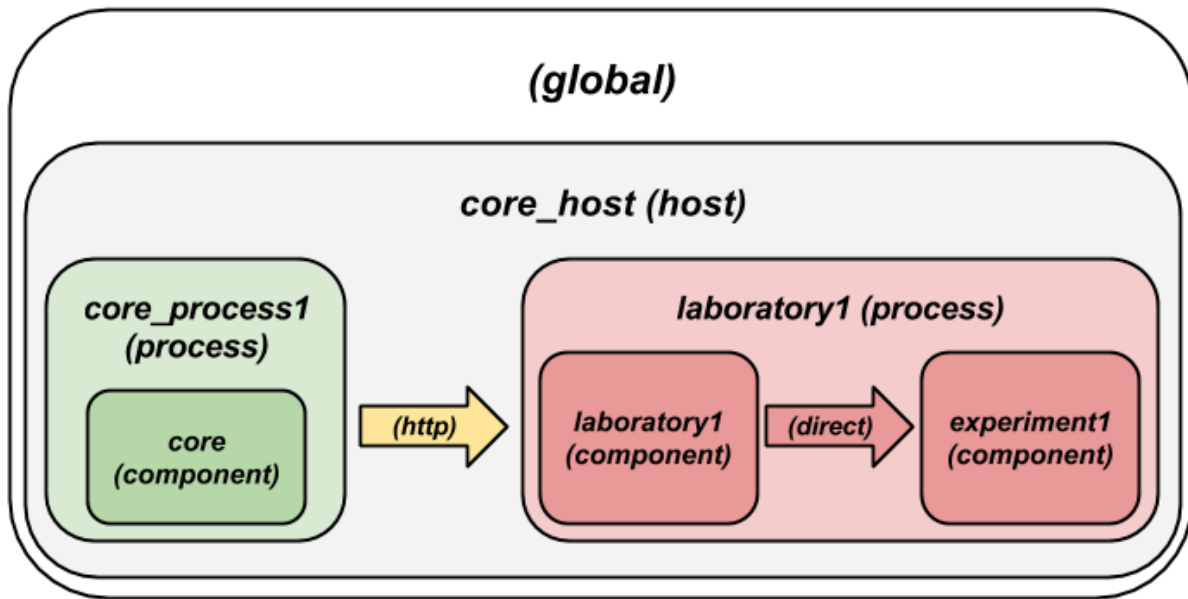 (global)
core_host (host)
core_process1
(process)
core
(component)
(http)
laboratory1 (process)
laboratory1
(component)
(direct)
experiment1
(component)